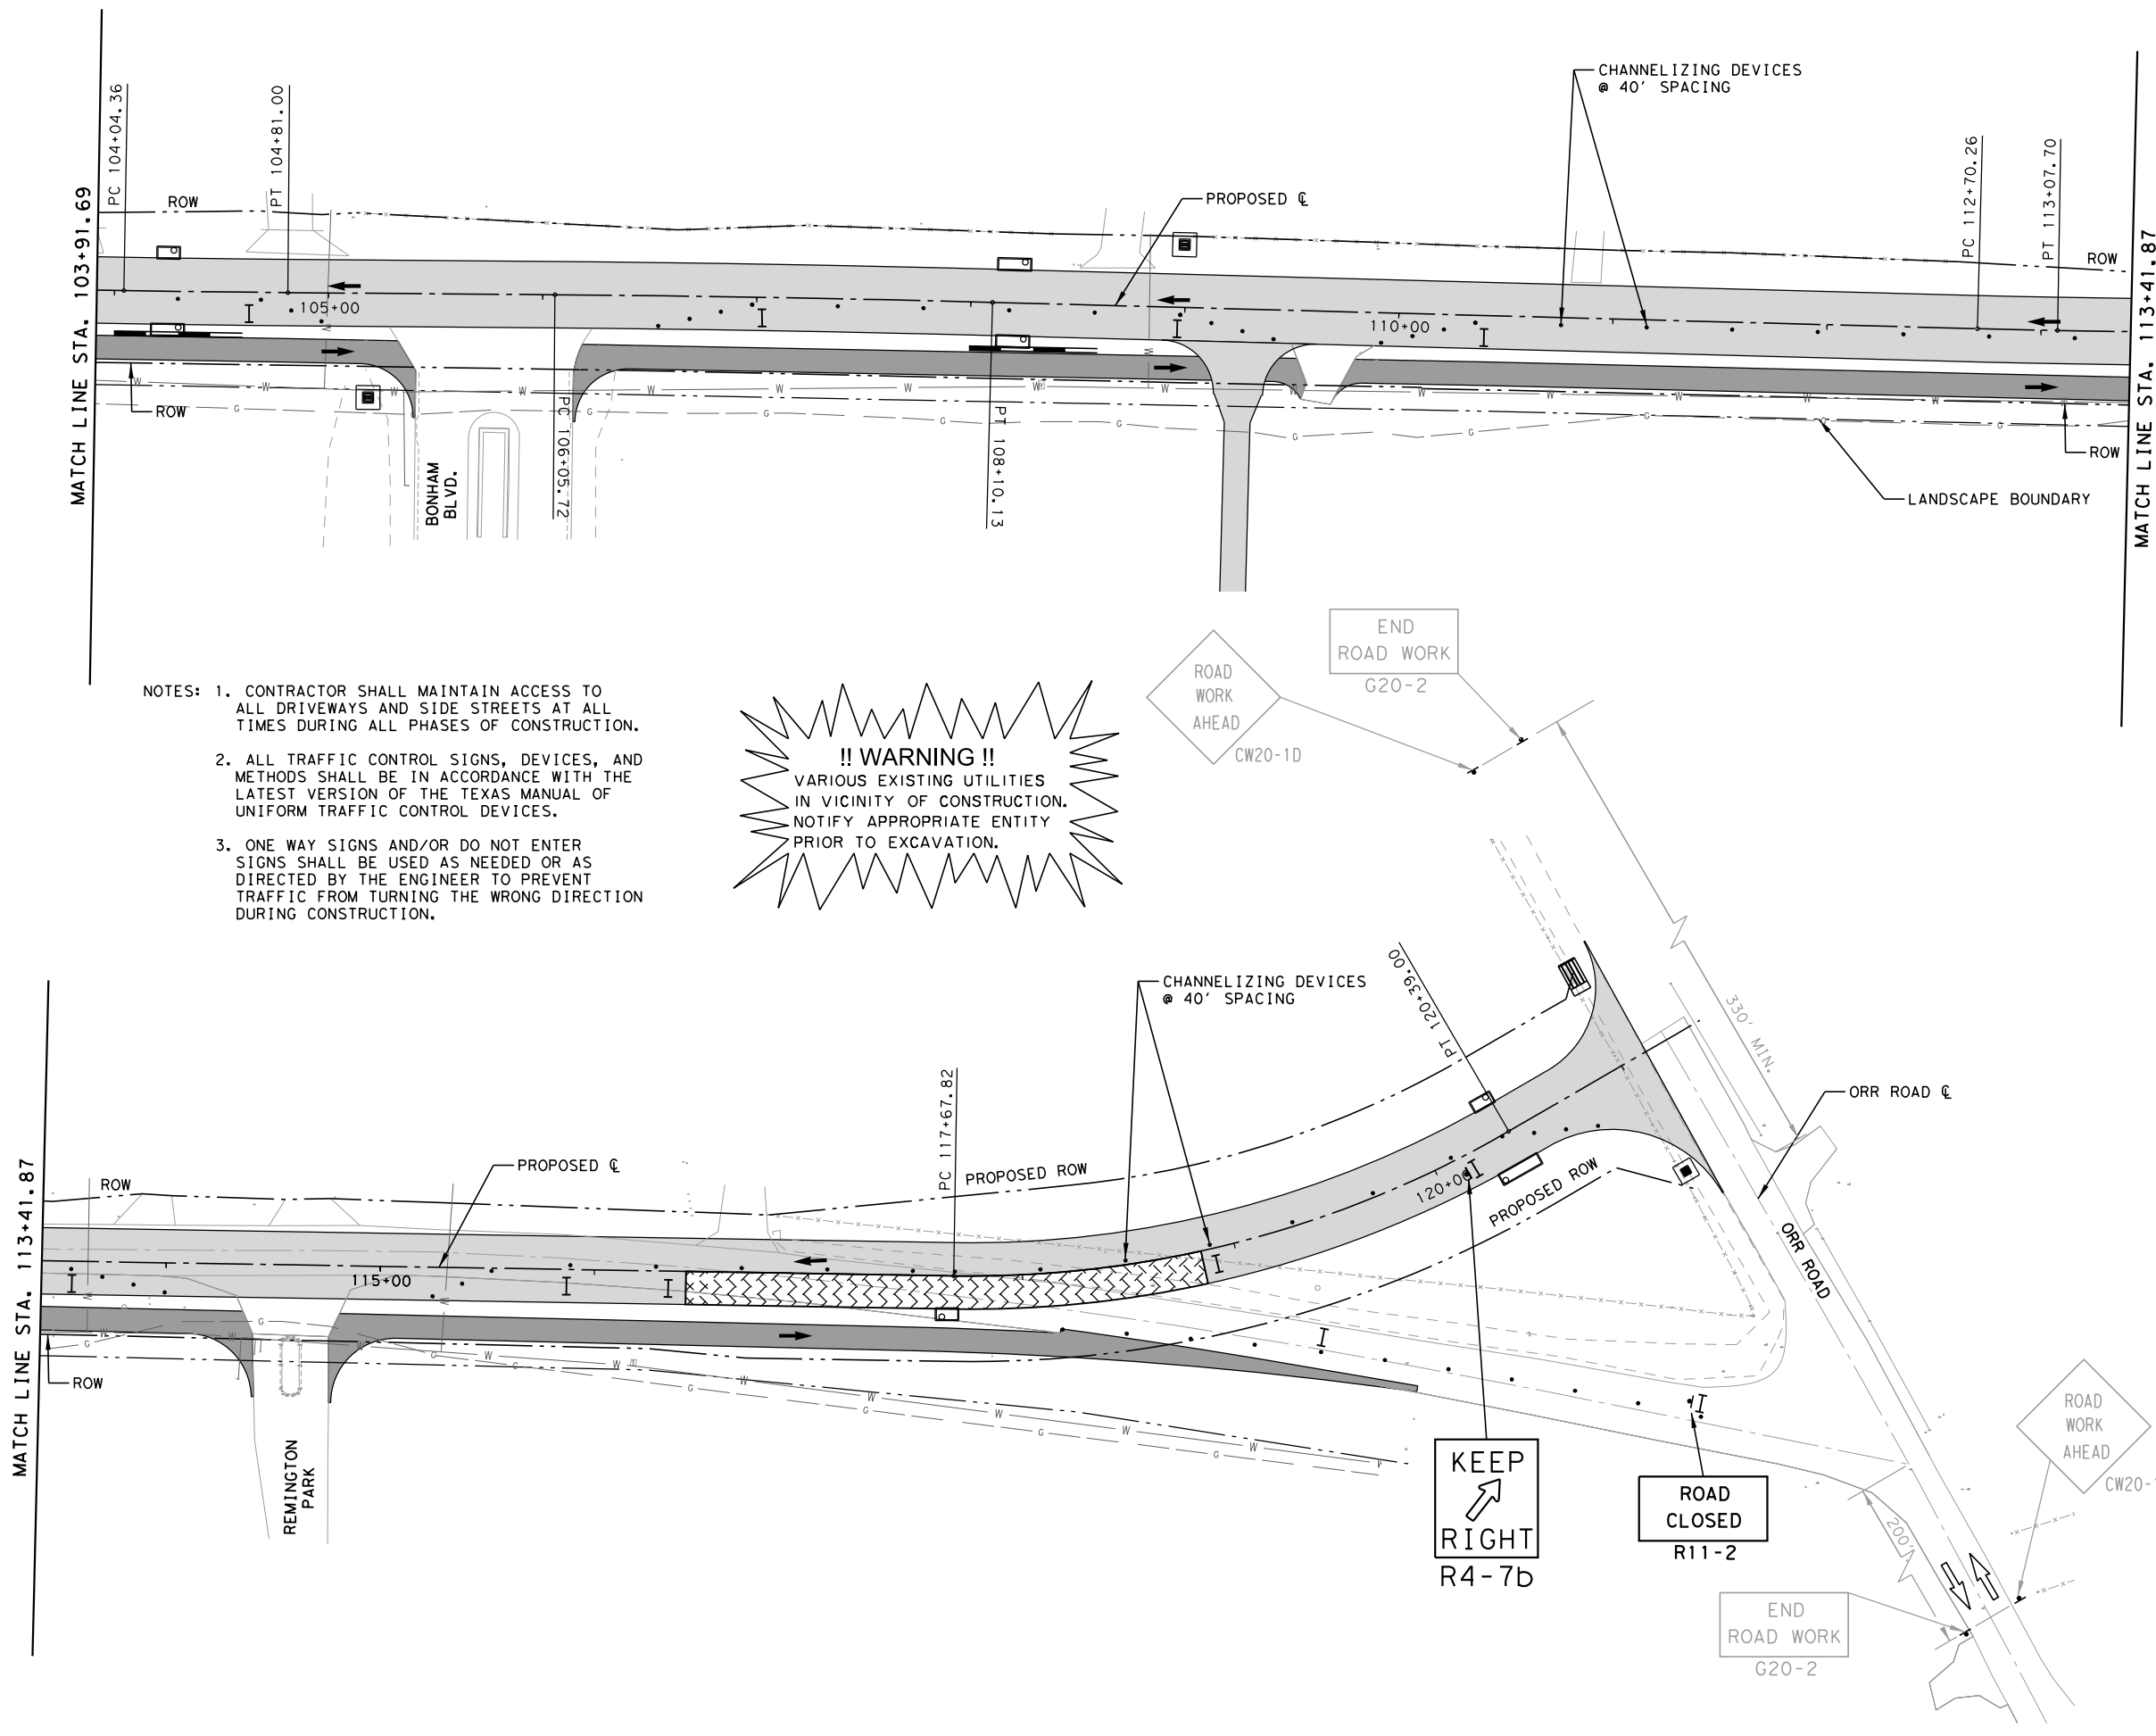 CHANNELIZING DEVICES
@ 40' SPACING
PC 104+04.36
PT 104+81.00
PC 112+70.26
PT 113+07.70
MATCH LINE STA. 103+91.69
ROW
PROPOSED ℄
ROW
MATCH LINE STA. 113+41.87
105+00
110+00
ROW
W W W W W W W W W W W W W W
G G G G G G G G G G
PC 106+05.72
PT 108+10.13
ROW
BONHAM
BLVD.
LANDSCAPE BOUNDARY
END
ROAD WORK
G20-2
ROAD
WORK
AHEAD
CW20-1D
NOTES: 1. CONTRACTOR SHALL MAINTAIN ACCESS TO
ALL DRIVEWAYS AND SIDE STREETS AT ALL
TIMES DURING ALL PHASES OF CONSTRUCTION.
2. ALL TRAFFIC CONTROL SIGNS, DEVICES, AND
METHODS SHALL BE IN ACCORDANCE WITH THE
LATEST VERSION OF THE TEXAS MANUAL OF
UNIFORM TRAFFIC CONTROL DEVICES.
3. ONE WAY SIGNS AND/OR DO NOT ENTER
SIGNS SHALL BE USED AS NEEDED OR AS
DIRECTED BY THE ENGINEER TO PREVENT
TRAFFIC FROM TURNING THE WRONG DIRECTION
DURING CONSTRUCTION.
!! WARNING !!
VARIOUS EXISTING UTILITIES
IN VICINITY OF CONSTRUCTION.
NOTIFY APPROPRIATE ENTITY
PRIOR TO EXCAVATION.
CHANNELIZING DEVICES
@ 40' SPACING
PT 120+39.00
330' MIN.
ORR ROAD ℄
MATCH LINE STA. 113+41.87
ROW
PROPOSED ℄
PC 117+67.82
PROPOSED ROW
120+00
PROPOSED ROW
ORR ROAD
115+00
ROW
G G G G G G
W W W W W W W
REMINGTON
PARK
KEEP
RIGHT
R4-7b
ROAD
CLOSED
R11-2
200'
ROAD
WORK
AHEAD
CW20-
END
ROAD WORK
G20-2